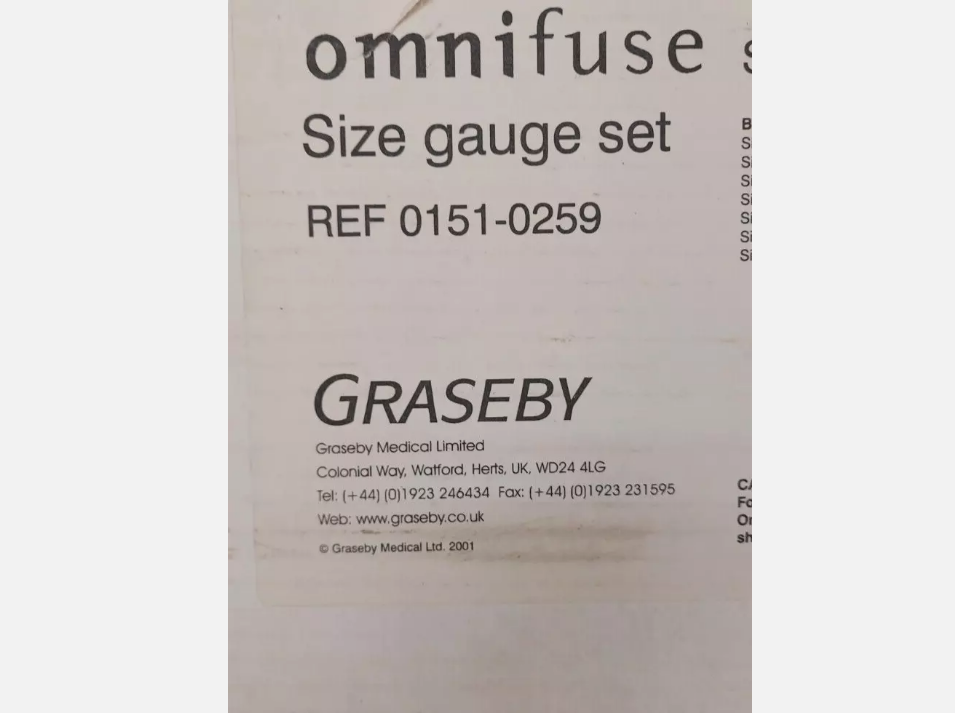 omnifuse
Size gauge set
REF 0151-0259
GRASEBY
Graseby Medical Limited
Colonial Way, Watford, Herts, UK, WD24 4LG
Tel: (+44) (0)1923 246434 Fax: (+44) (0)1923 231595
Web: www.graseby.co.uk
© Graseby Medical Ltd. 2001